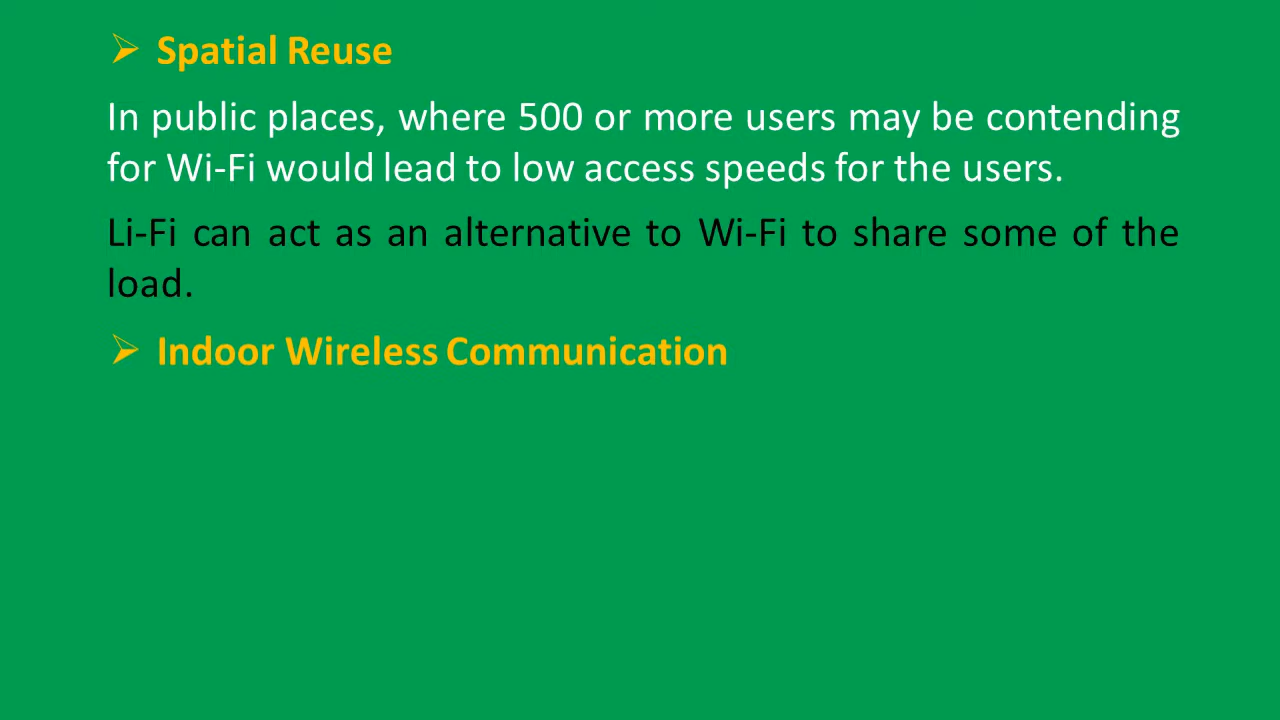 ➢ Spatial Reuse
In public places, where 500 or more users may be contending
for Wi-Fi would lead to low access speeds for the users.
Li-Fi can act as an alternative to Wi-Fi to share some of the
load.
➢ Indoor Wireless Communication